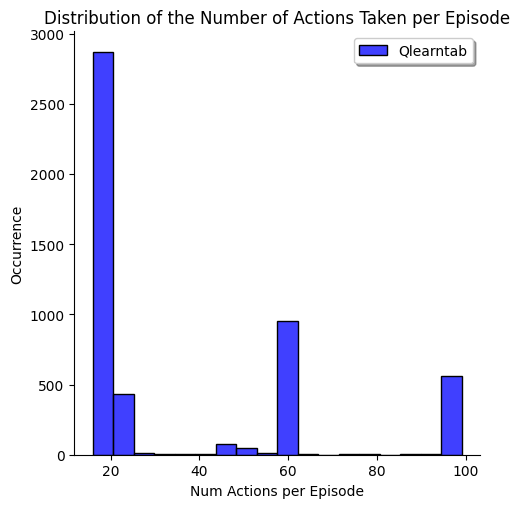 Distribution of the Number of Actions Taken per Episode
Qlearntab
3000
2500
2000
1500
1000
500
0
Occurrence
20 40 60 80 100
Num Actions per Episode